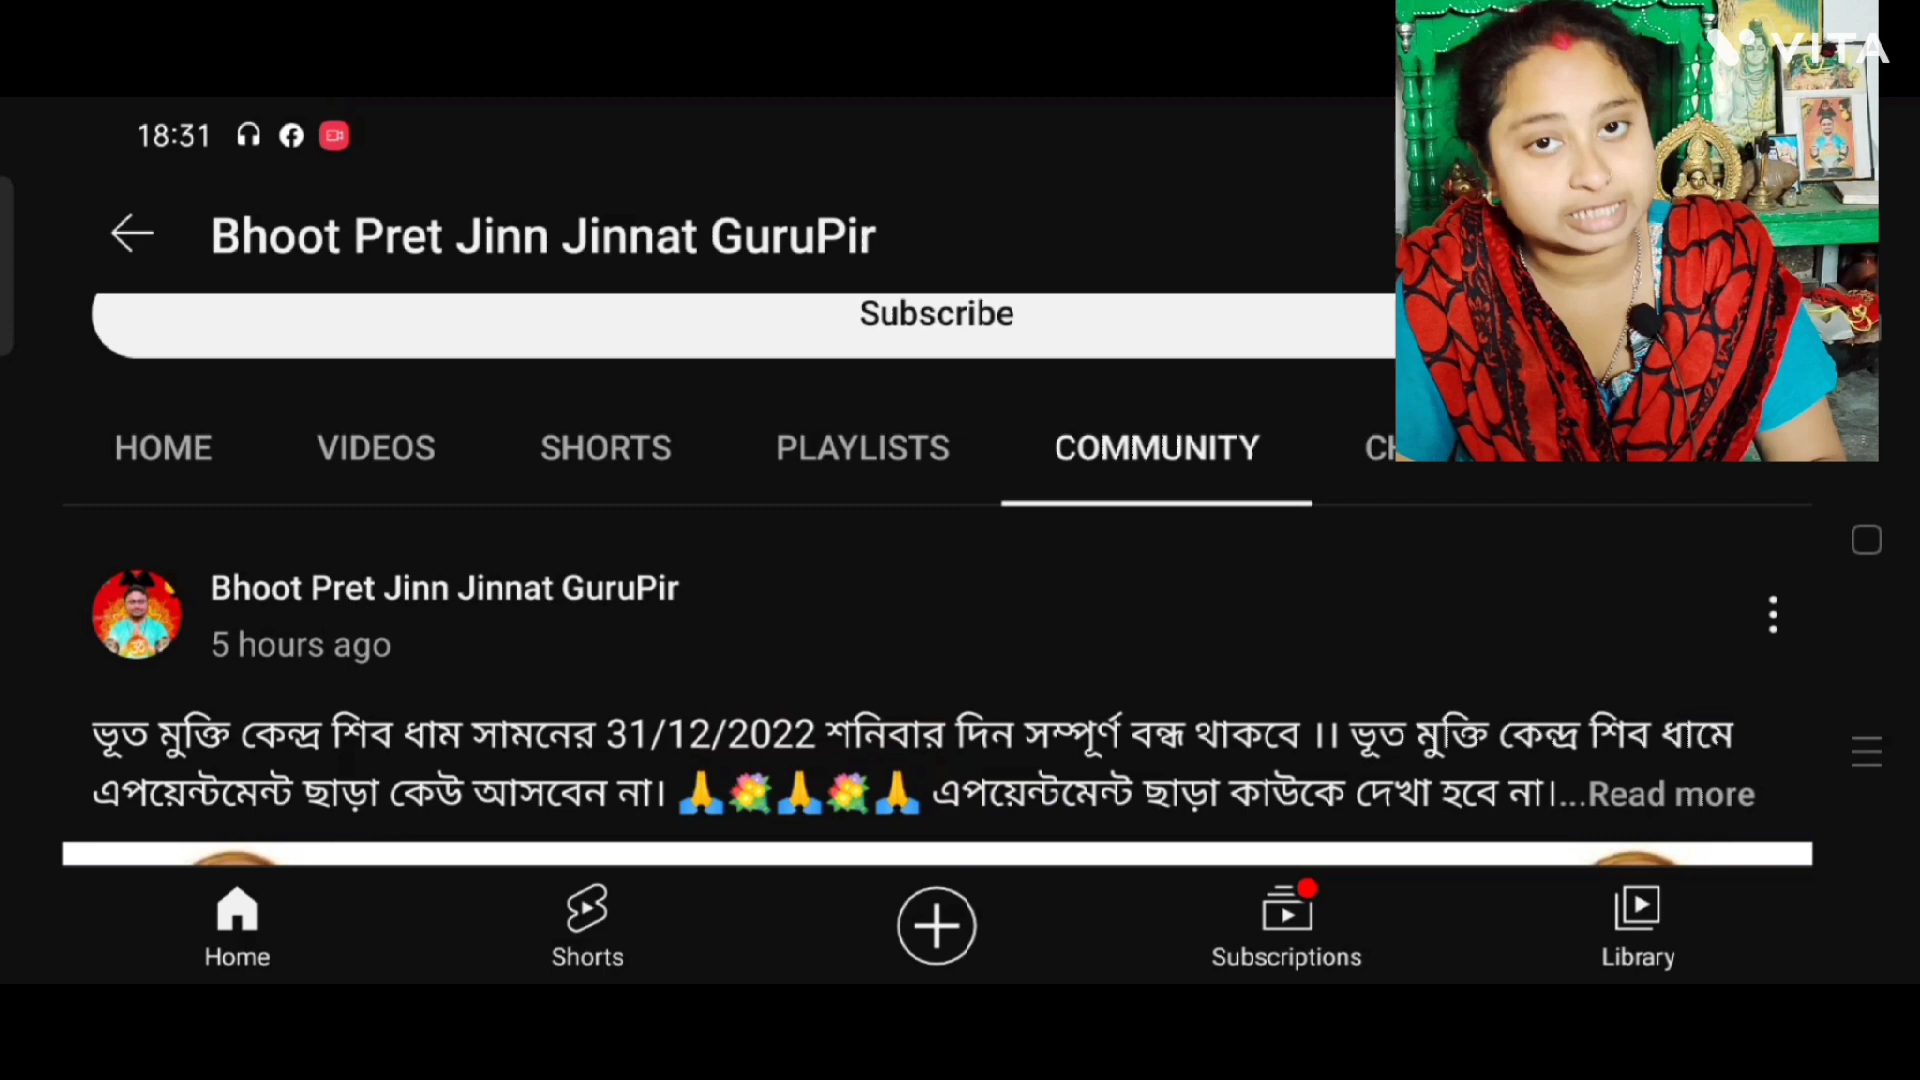 VITA
18:31
Bhoot Pret Jinn Jinnat GuruPir
Subscribe
HOME VIDEOS SHORTS PLAYLISTS COMMUNITY
Bhoot Pret Jinn Jinnat GuruPir
5 hours ago
ভূত মুক্তি কেন্দ্র শিব ধাম সামনের 31/12/2022 শনিবার দিন সম্পূর্ণ বন্ধ থাকবে ।। ভূত মুক্তি কেন্দ্র শিব ধামে
এপয়েন্টমেন্ট ছাড়া কেউ আসবেন না। 🙏💐🙏💐🙏 এপয়েন্টমেন্ট ছাড়া কাউকে দেখা হবে না।...Read more
Home Shorts Subscriptions Library